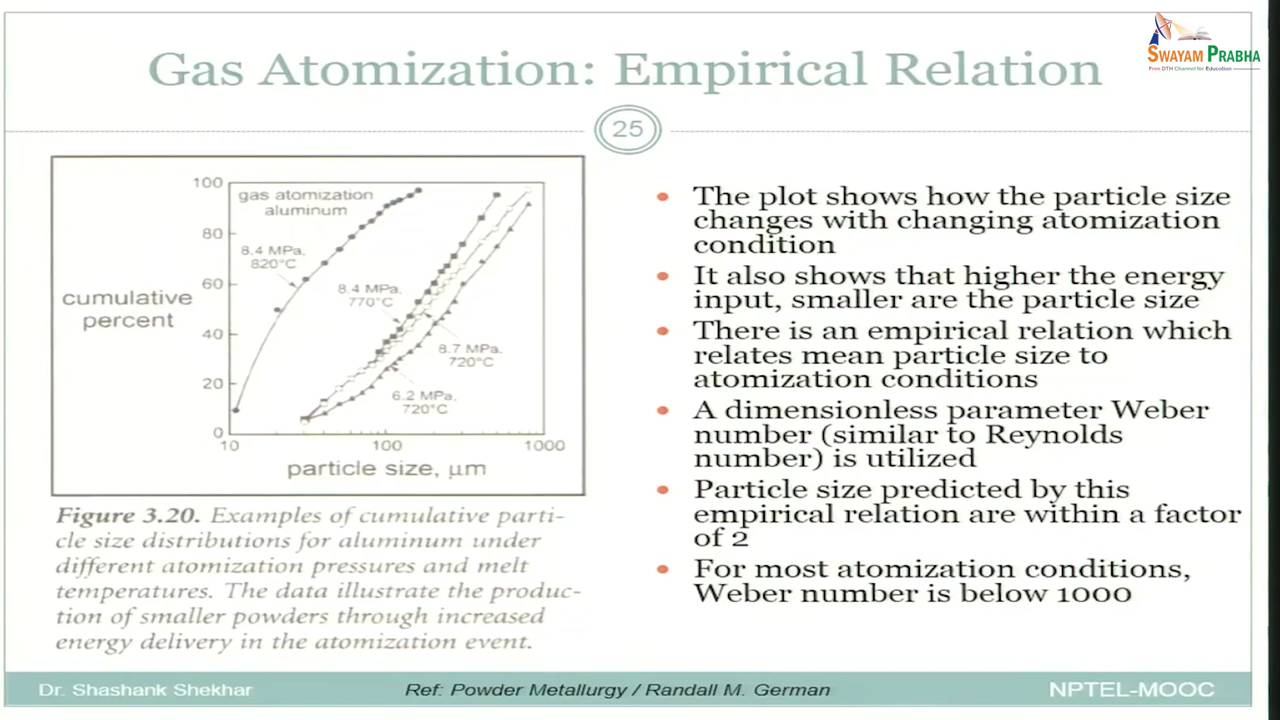 SWAYAM PRABHA
Free DTH Channel for Education
Gas Atomization: Empirical Relation
25
100
80
60
40
20
0
10
100
1000
gas atomization
aluminum
8.4 MPa,
820°C
8.4 MPa,
770°C
8.7 MPa,
720°C
6.2 MPa,
720°C
cumulative
percent
particle size, µm
Figure 3.20. Examples of cumulative parti-
cle size distributions for aluminum under
different atomization pressures and melt
temperatures. The data illustrate the produc-
tion of smaller powders through increased
energy delivery in the atomization event.
The plot shows how the particle size
changes with changing atomization
condition
It also shows that higher the energy
input, smaller are the particle size
There is an empirical relation which
relates mean particle size to
atomization conditions
A dimensionless parameter Weber
number (similar to Reynolds
number) is utilized
Particle size predicted by this
empirical relation are within a factor
of 2
For most atomization conditions,
Weber number is below 1000
Dr. Shashank Shekhar
Ref: Powder Metallurgy / Randall M. German
NPTEL-MOOC